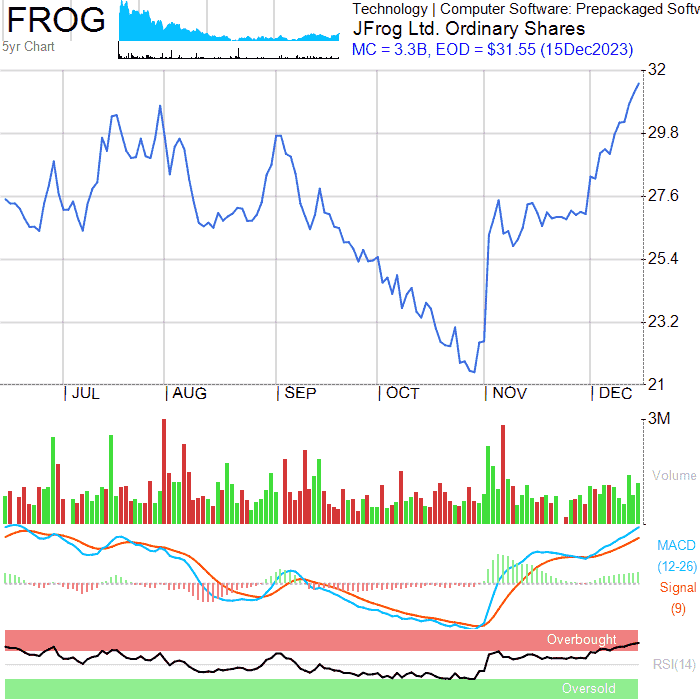 FROG
5yr Chart
Technology | Computer Software: Prepackaged Softw
JFrog Ltd. Ordinary Shares
MC = 3.3B, EOD = $31.55 (15Dec2023)
32
29.8
27.6
25.4
23.2
21
| JUL | AUG | SEP | OCT | NOV | DEC
3M
Volume
MACD
(12-26)
Signal
(9)
Overbought
RSI(14)
Oversold